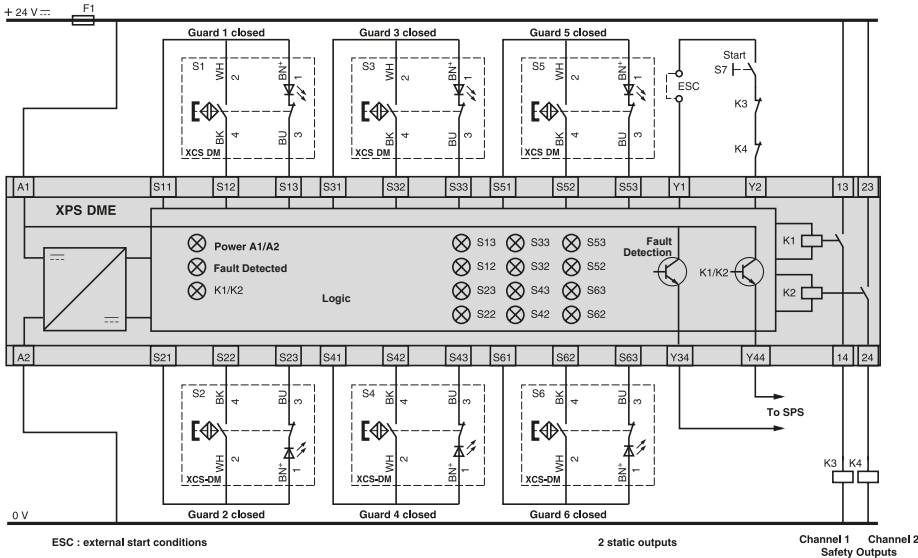 + 24 V
F1
Guard 1 closed Guard 3 closed Guard 5 closed
S1 WH 2 BN+ 1 S3 WH 2 BN+ 1 S5 WH 2 BN+ 1
ESC
Start
S7
K3
K4
BK 4 BU 3 BK 4 BU 3 BK 4 BU 3
XCS DM XCS DM XCS DM
A1 S11 S12 S13 S31 S32 S33 S51 S52 S53 Y1 Y2 13 23
XPS DME
Power A1/A2
Fault Detected
K1/K2
Logic
S13 S33 S53
S12 S32 S52
S23 S43 S63
S22 S42 S62
Fault
Detection
K1/K2
K1
K2
A2 S21 S22 S23 S41 S42 S43 S61 S62 S63 Y34 Y44 14 24
S2 BK 4 BU 3 S4 BK 4 BU 3 S6 BK 4 BU 3
WH 2 BN+ 1 WH 2 BN+ 1 WH 2 BN+ 1
XCS-DM XCS-DM XCS-DM
To SPS
K3 K4
0 V
Guard 2 closed Guard 4 closed Guard 6 closed
ESC : external start conditions
2 static outputs
Channel 1 Channel 2
Safety Outputs